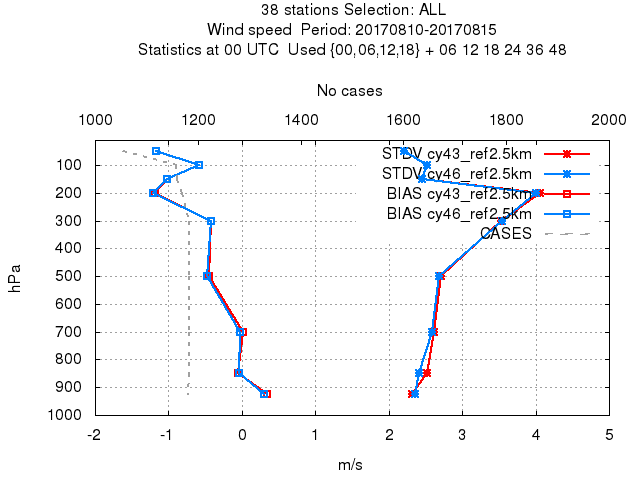 38 stations Selection: ALL
Wind speed  Period: 20170810-20170815
Statistics at 00 UTC  Used {00,06,12,18} + 06 12 18 24 36 48
No cases
1000 1200 1400 1600 1800 2000
STDV cy43_ref2.5km
STDV cy46_ref2.5km
BIAS cy43_ref2.5km
BIAS cy46_ref2.5km
CASES
100
200
300
400
500
600
700
800
900
1000
hPa
-2 -1 0 1 2 3 4 5
m/s